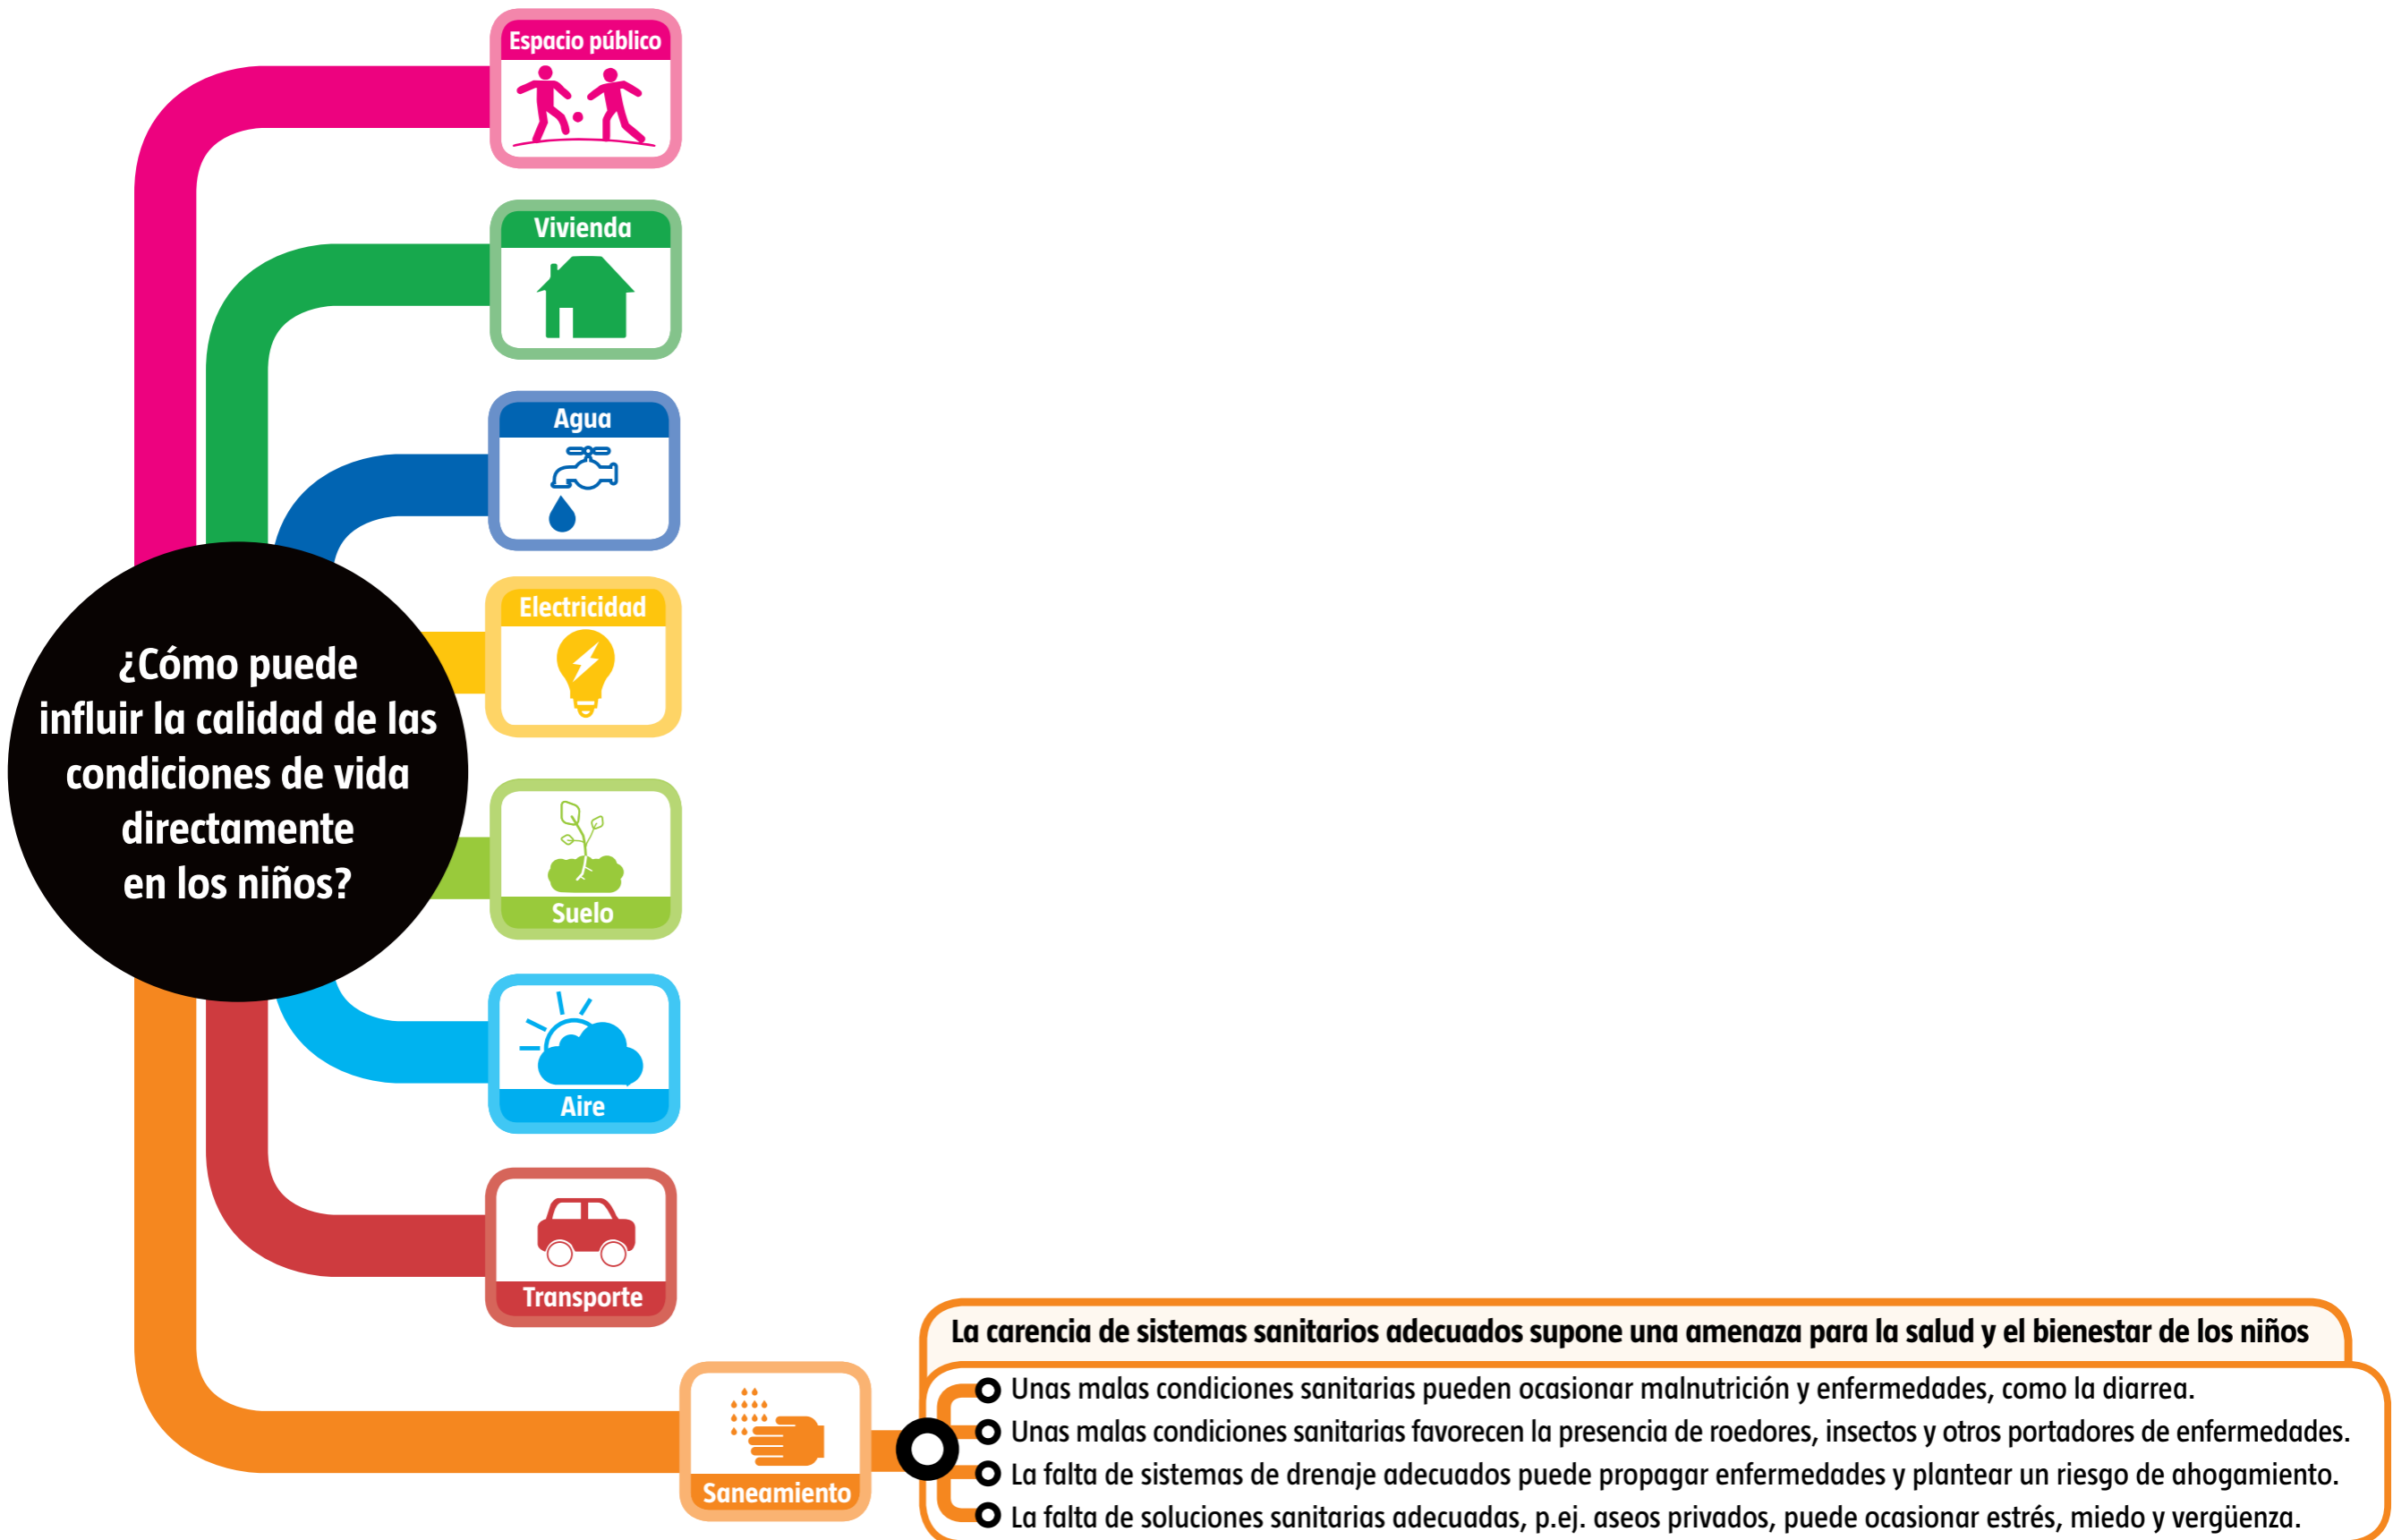 Espacio público
Vivienda
Agua
Electricidad
¿Cómo puede
influir la calidad de las
condiciones de vida
directamente
en los niños?
Suelo
Aire
Transporte
Saneamiento
La carencia de sistemas sanitarios adecuados supone una amenaza para la salud y el bienestar de los niños
Unas malas condiciones sanitarias pueden ocasionar malnutrición y enfermedades, como la diarrea.
Unas malas condiciones sanitarias favorecen la presencia de roedores, insectos y otros portadores de enfermedades.
La falta de sistemas de drenaje adecuados puede propagar enfermedades y plantear un riesgo de ahogamiento.
La falta de soluciones sanitarias adecuadas, p.ej. aseos privados, puede ocasionar estrés, miedo y vergüenza.